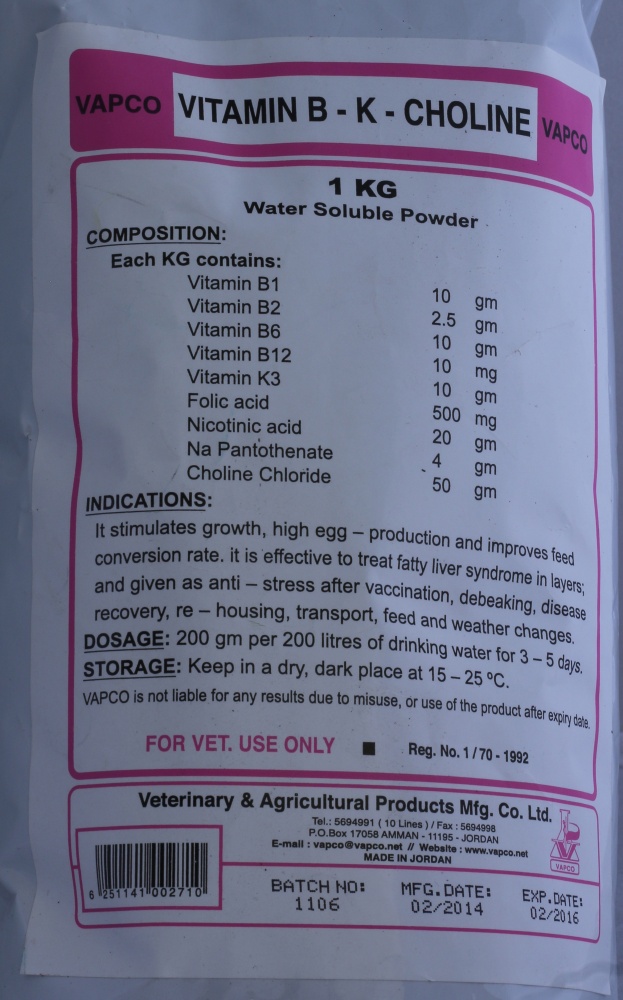 VAPCO VITAMIN B - K - CHOLINE VAPCO
1 KG
Water Soluble Powder
COMPOSITION:
Each KG contains:
Vitamin B1 10 gm
Vitamin B2 2.5 gm
Vitamin B6 10 gm
Vitamin B12 10 mg
Vitamin K3 10 gm
Folic acid 500 mg
Nicotinic acid 20 gm
Na Pantothenate 4 gm
Choline Chloride 50 gm
INDICATIONS:
It stimulates growth, high egg – production and improves feed
conversion rate. it is effective to treat fatty liver syndrome in layers;
and given as anti – stress after vaccination, debeaking, disease
recovery, re – housing, transport, feed and weather changes.
DOSAGE: 200 gm per 200 litres of drinking water for 3 – 5 days.
STORAGE: Keep in a dry, dark place at 15 – 25 ºC.
VAPCO is not liable for any results due to misuse, or use of the product after expiry date.
FOR VET. USE ONLY ■ Reg. No. 1 / 70 - 1992
Veterinary & Agricultural Products Mfg. Co. Ltd.
Tel.: 5694991 ( 10 Lines ) / Fax : 5694998
P.O.Box 17058 AMMAN - 11195 - JORDAN
E-mail : vapco@vapco.net // Website : www.vapco.net
MADE IN JORDAN
VAPCO
6 251141 002710
BATCH NO: MFG.DATE: EXP.DATE:
1106 02/2014 02/2016